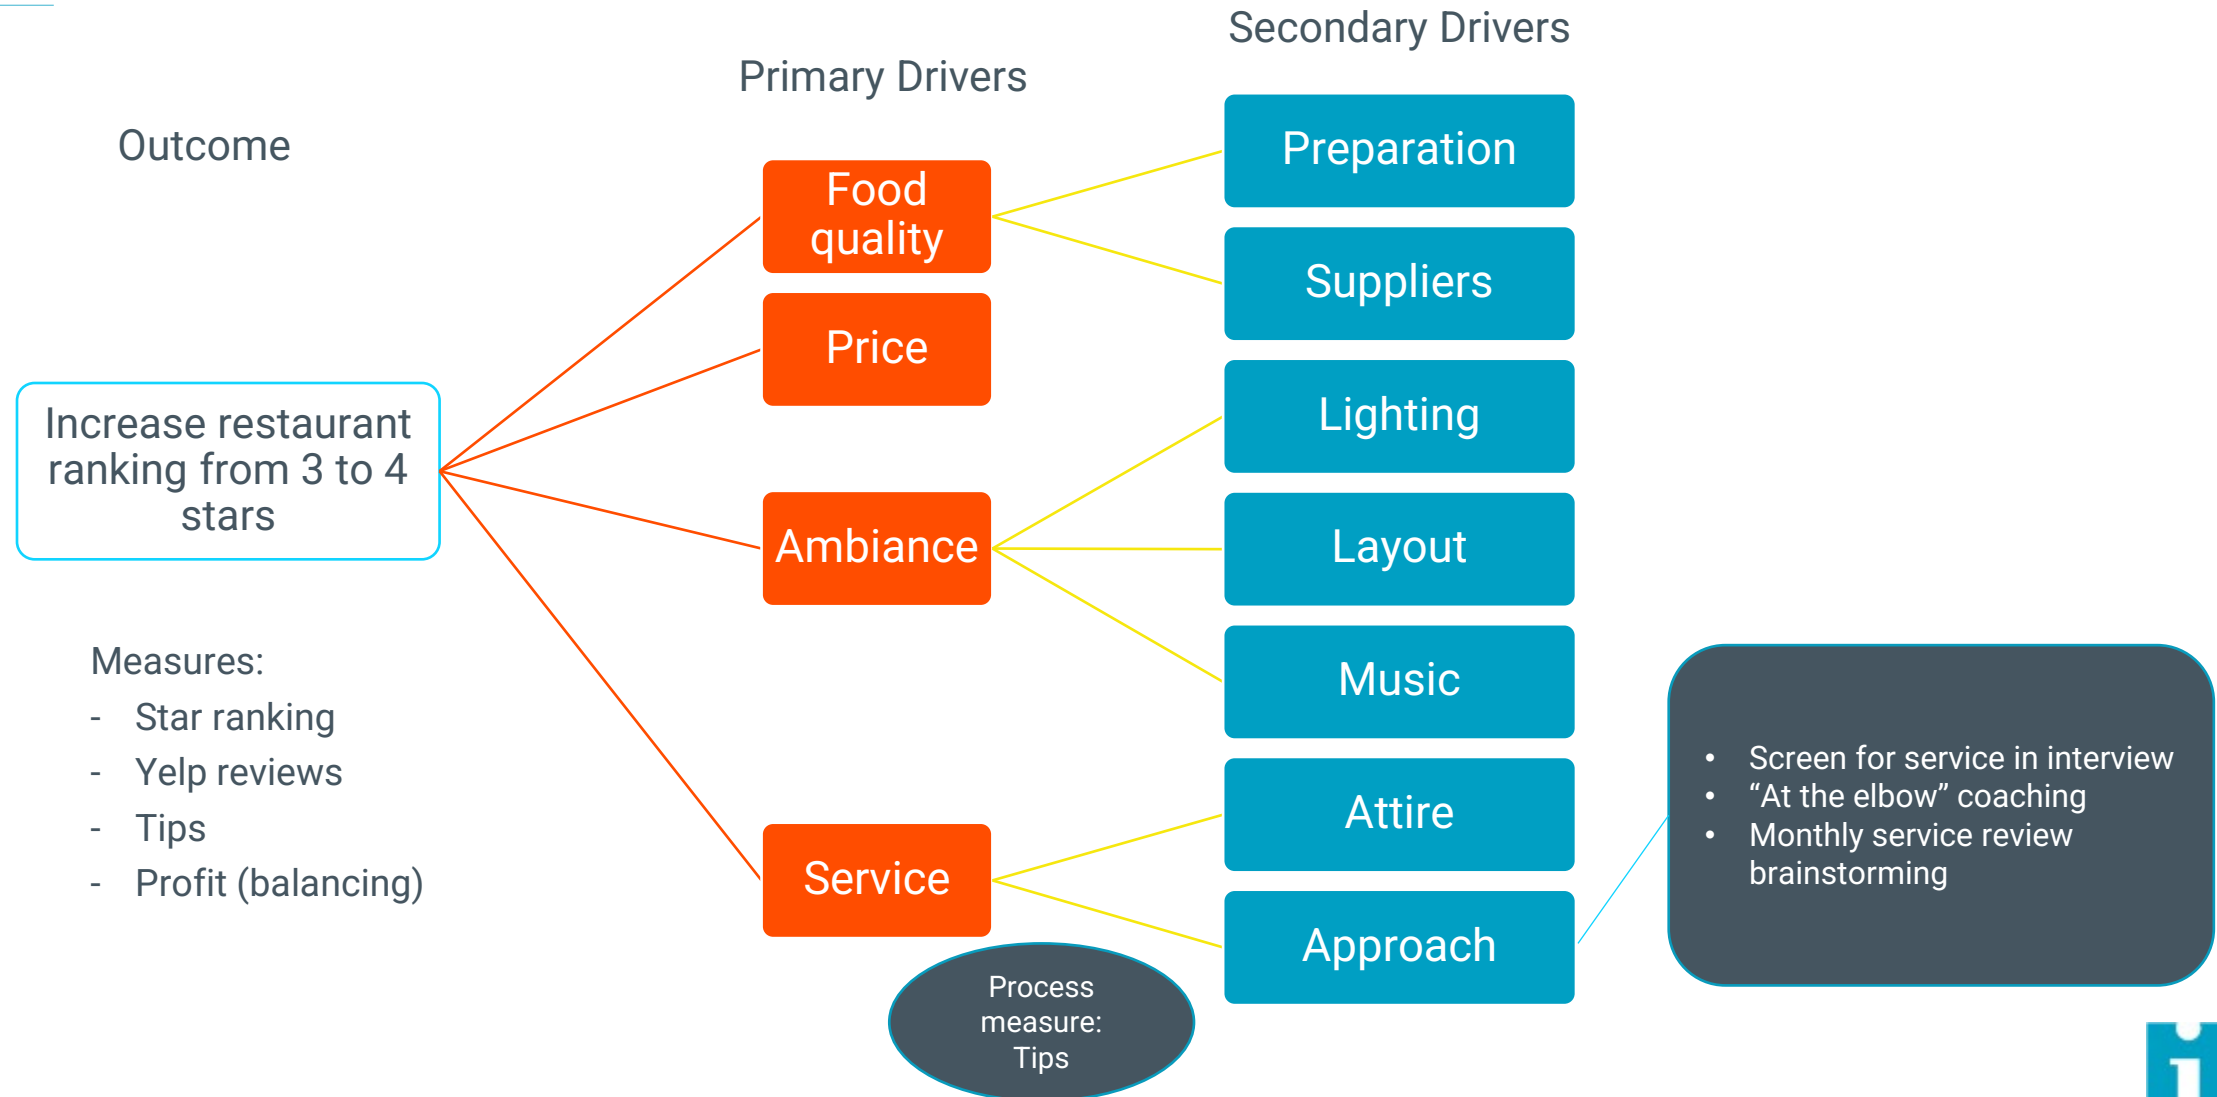 Secondary Drivers
Primary Drivers
Outcome
Preparation
Food
quality
Suppliers
Price
Lighting
Increase restaurant
ranking from 3 to 4
stars
Ambiance
Layout
Measures:
- Star ranking
- Yelp reviews
- Tips
- Profit (balancing)
Music
• Screen for service in interview
• “At the elbow” coaching
• Monthly service review
brainstorming
Attire
Service
Approach
Process
measure:
Tips